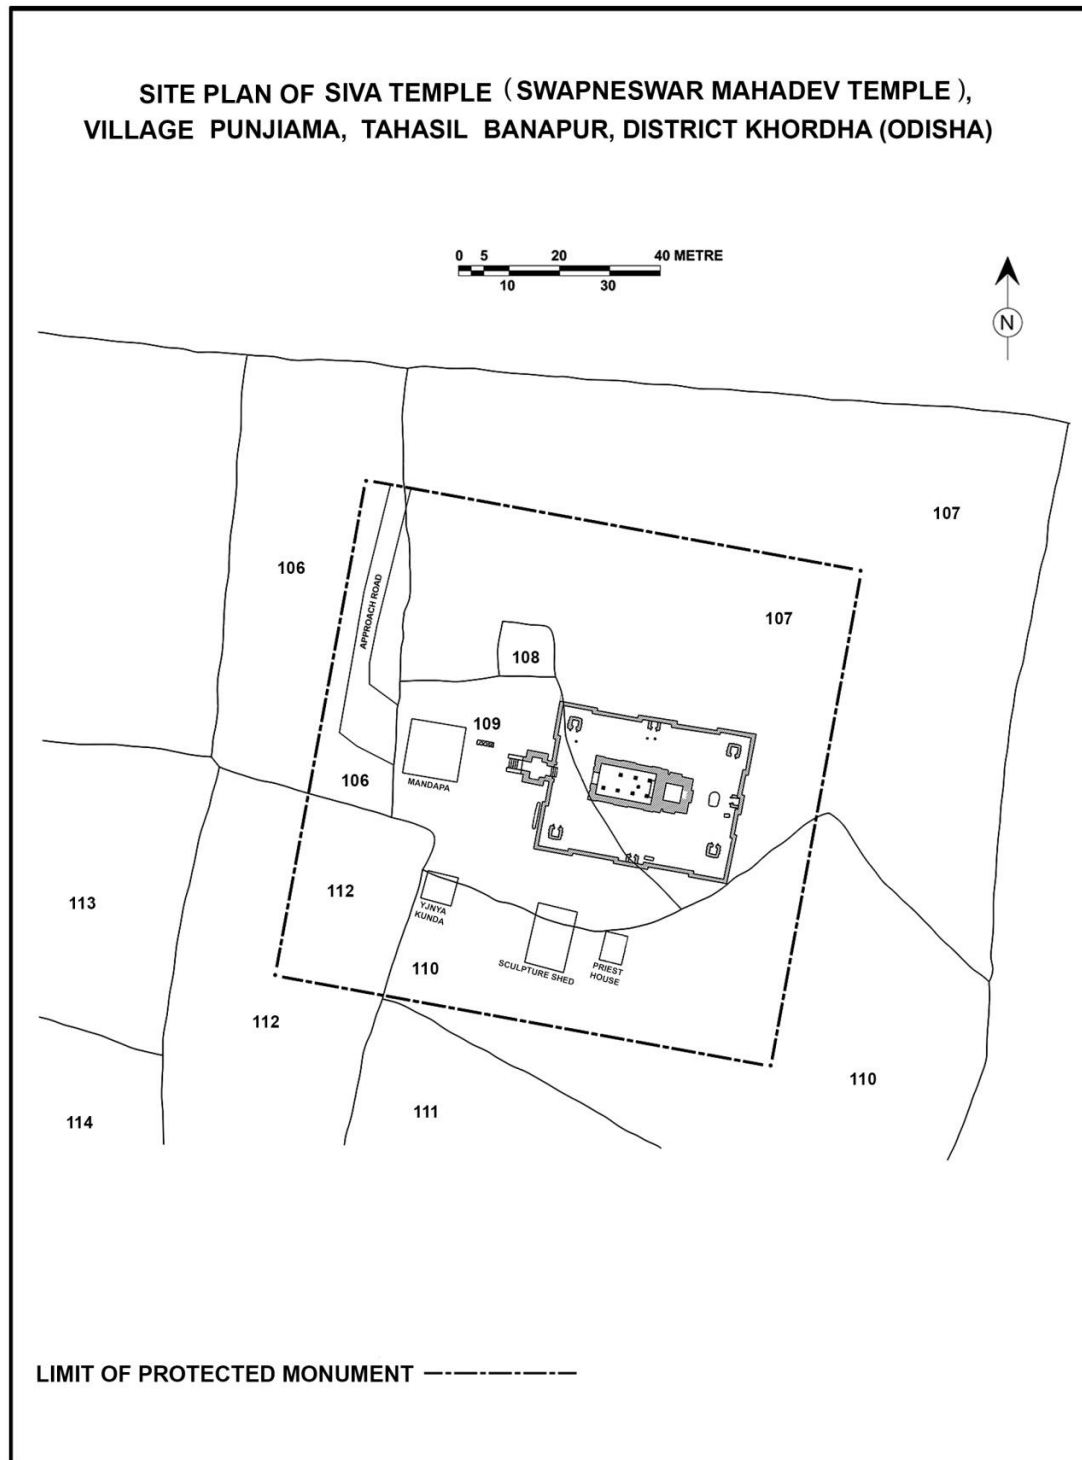 SITE PLAN OF SIVA TEMPLE (SWAPNESWAR MAHADEV TEMPLE),
VILLAGE PUNJIAMA, TAHASIL BANAPUR, DISTRICT KHORDHA (ODISHA)
0 5 20 40 METRE
10 30
N
107
106
APPROACH ROAD
107
108
109
106
MANDAPA
112
113
YJNYA
KUNDA
110
SCULPTURE SHED
PRIEST
HOUSE
112
110
111
114
LIMIT OF PROTECTED MONUMENT